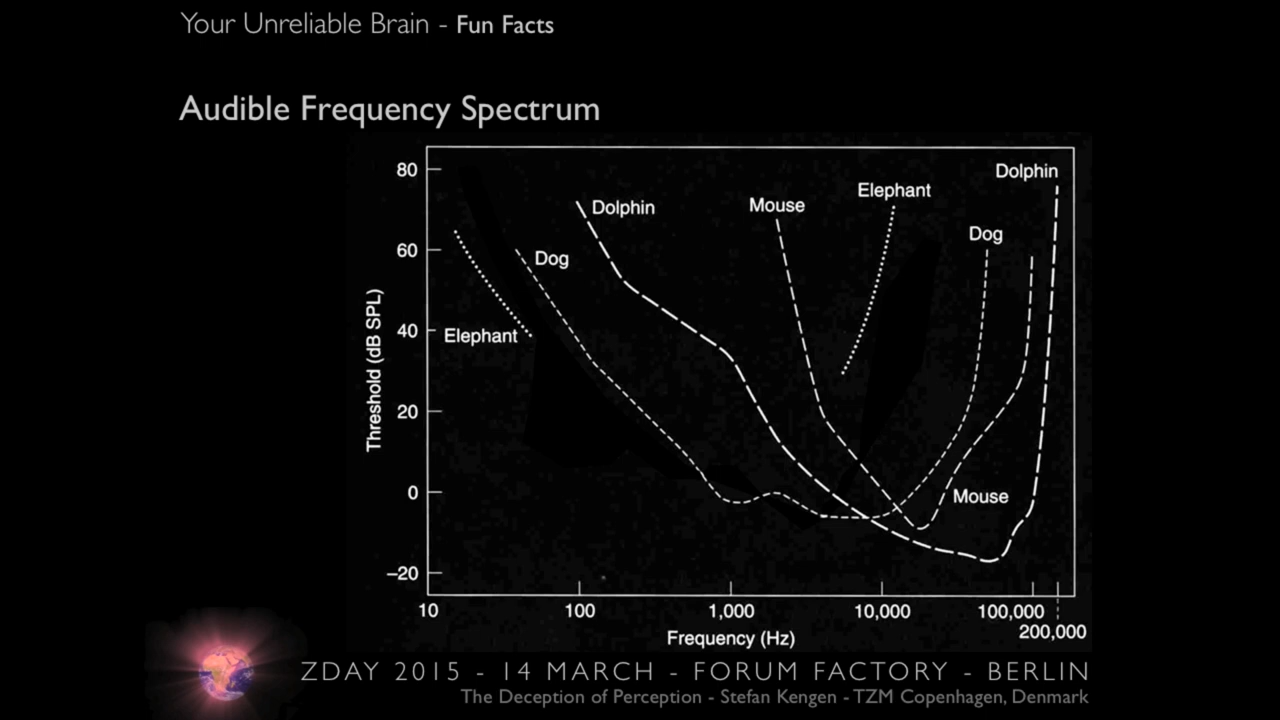 Your Unreliable Brain - Fun Facts
Audible Frequency Spectrum
80
60
40
20
0
–20
Threshold (dB SPL)
Elephant
Dog
Dolphin
Mouse
Elephant
Dog
Dolphin
Mouse
10
100
1,000
10,000
100,000
200,000
Frequency (Hz)
ZDAY 2015 - 14 MARCH - FORUM FACTORY - BERLIN
The Deception of Perception - Stefan Kengen - TZM Copenhagen, Denmark